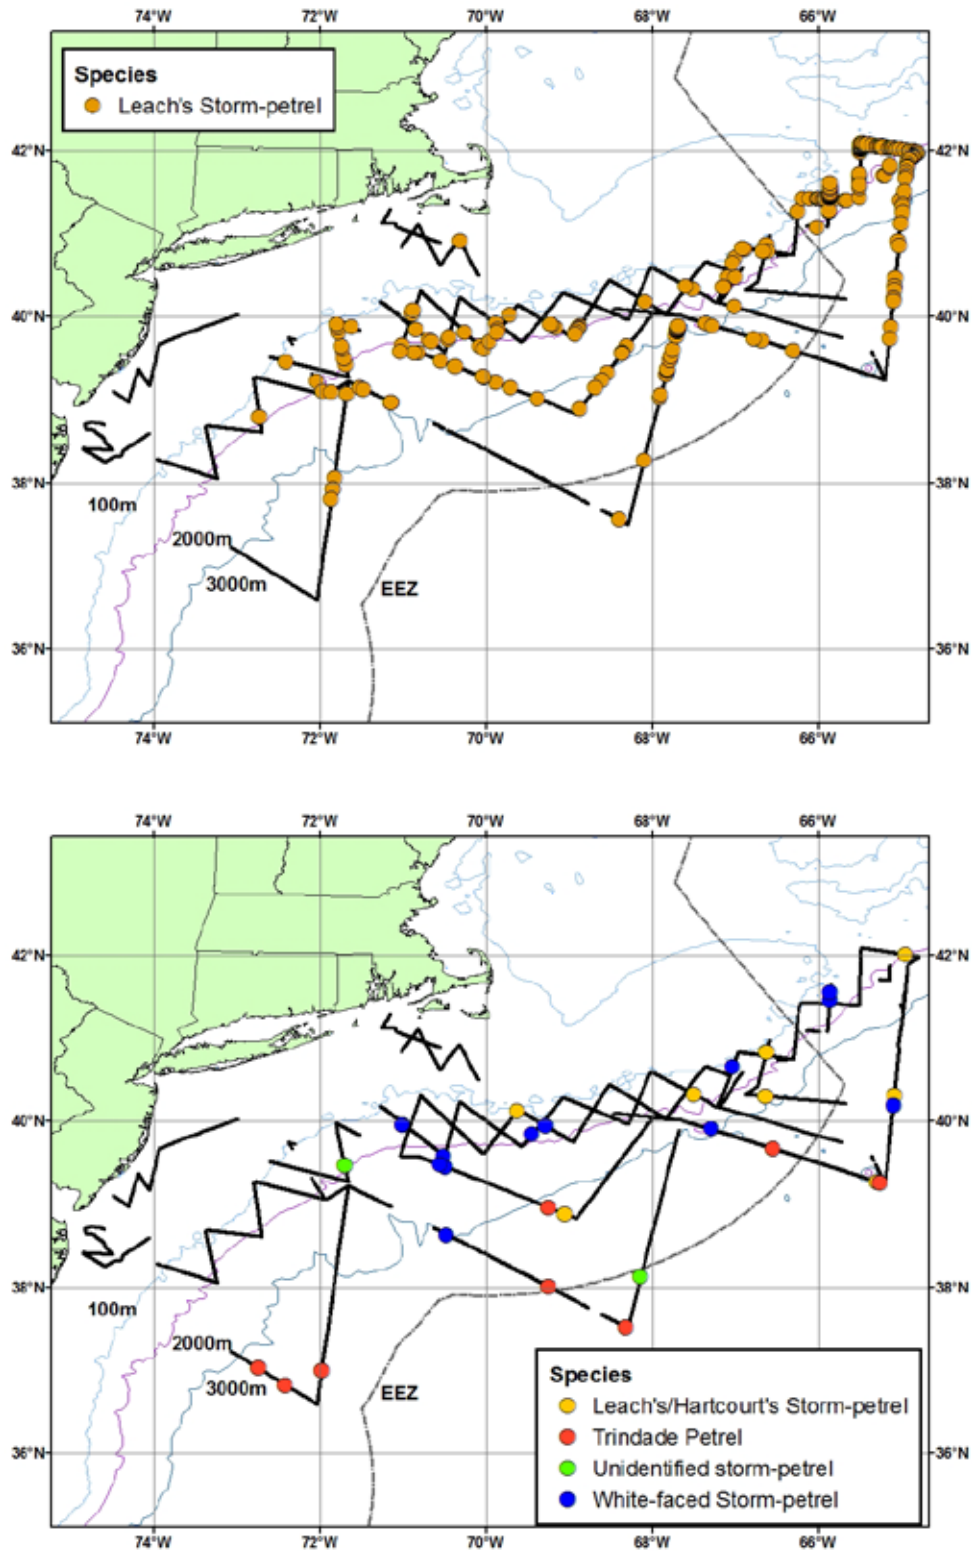 74°W 72°W 70°W 68°W 66°W
Species
Leach's Storm-petrel
42°N 42°N
40°N 40°N
38°N 38°N
100m
2000m
3000m
EEZ
36°N 36°N
74°W 72°W 70°W 68°W 66°W
74°W 72°W 70°W 68°W 66°W
42°N 42°N
40°N 40°N
38°N 38°N
100m
2000m
3000m
EEZ
Species
Leach's/Hartcourt's Storm-petrel
Trindade Petrel
Unidentified storm-petrel
White-faced Storm-petrel
36°N 36°N
74°W 72°W 70°W 68°W 66°W